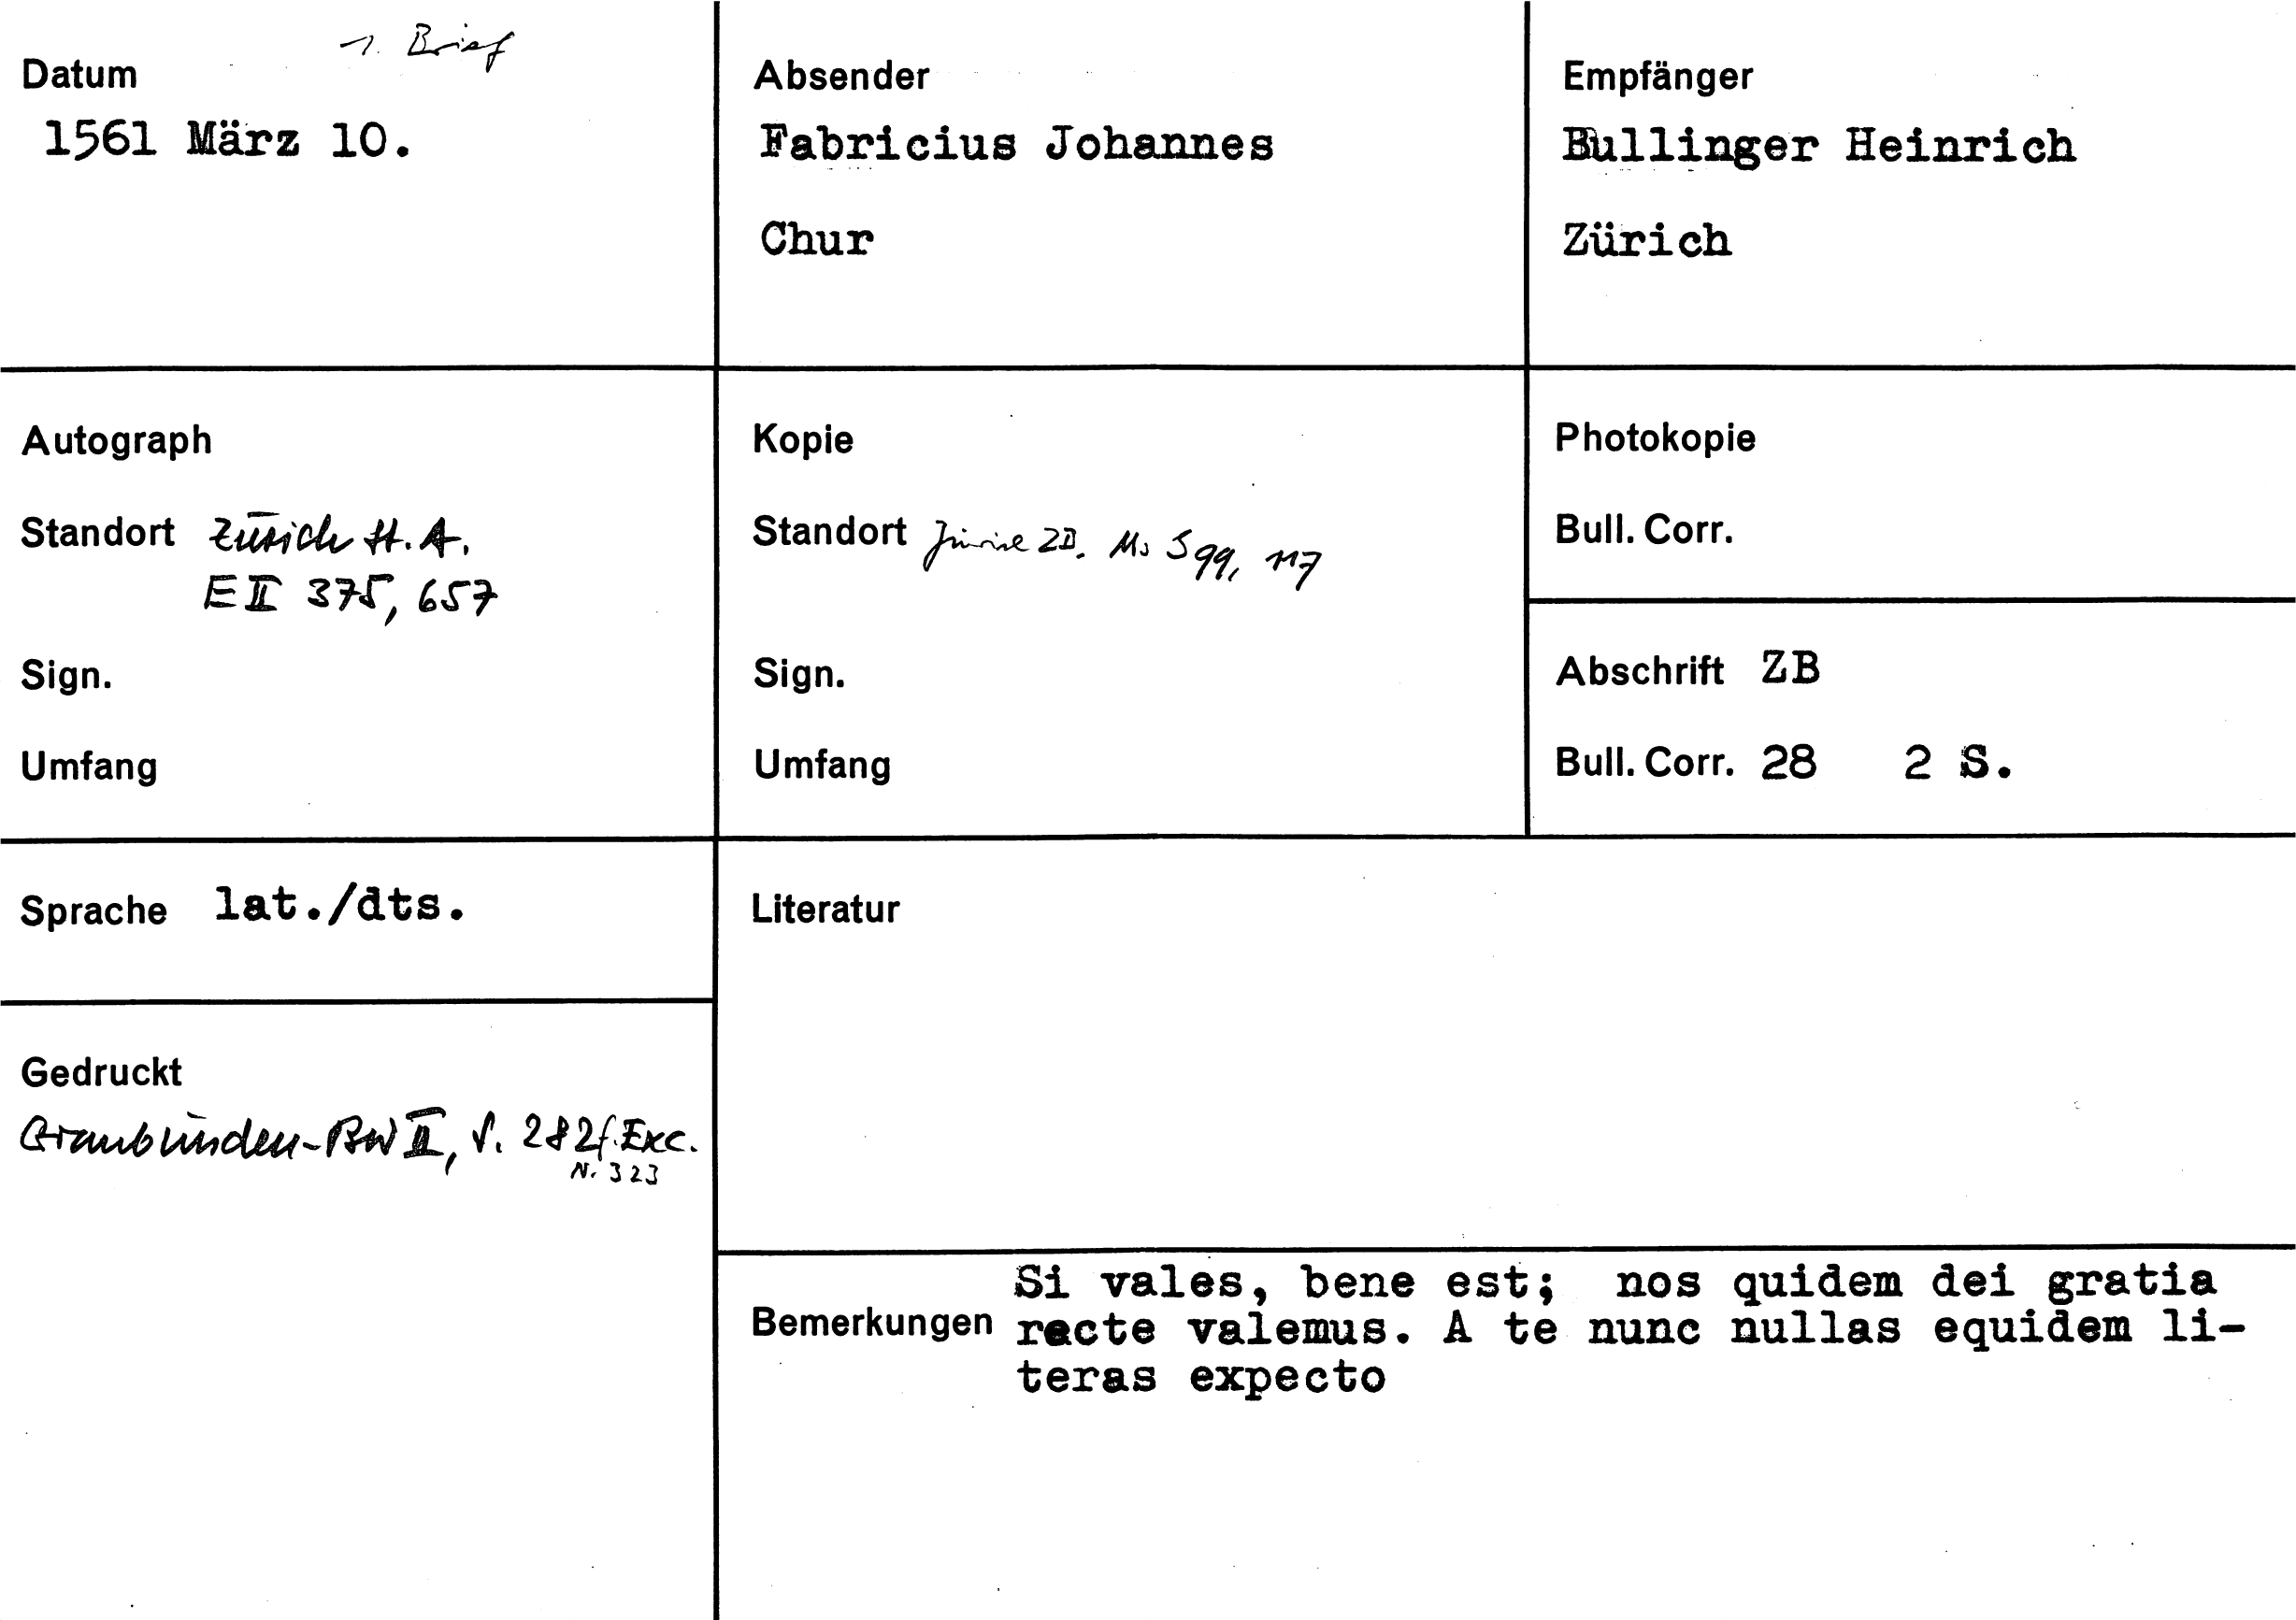 1. Brief
Datum
1561 März 10.
Absender
Fabricius Johannes
Chur
Empfänger
Bullinger Heinrich
Zürich
Autograph
Standort Zürich St. A.
E II 375, 657
Sign.
Umfang
Kopie
Standort Zürich ZB. Ms S 99, 117
Sign.
Umfang
Photokopie
Bull. Corr.
Abschrift ZB
Bull. Corr. 28 2 S.
Sprache lat./dts.
Literatur
Gedruckt
Graubünden-BW II, S. 282f. Exc.
N. 323
Bemerkungen
Si vales, bene est; nos quidem dei gratia
recte valemus. A te nunc nullas equidem li-
teras expecto